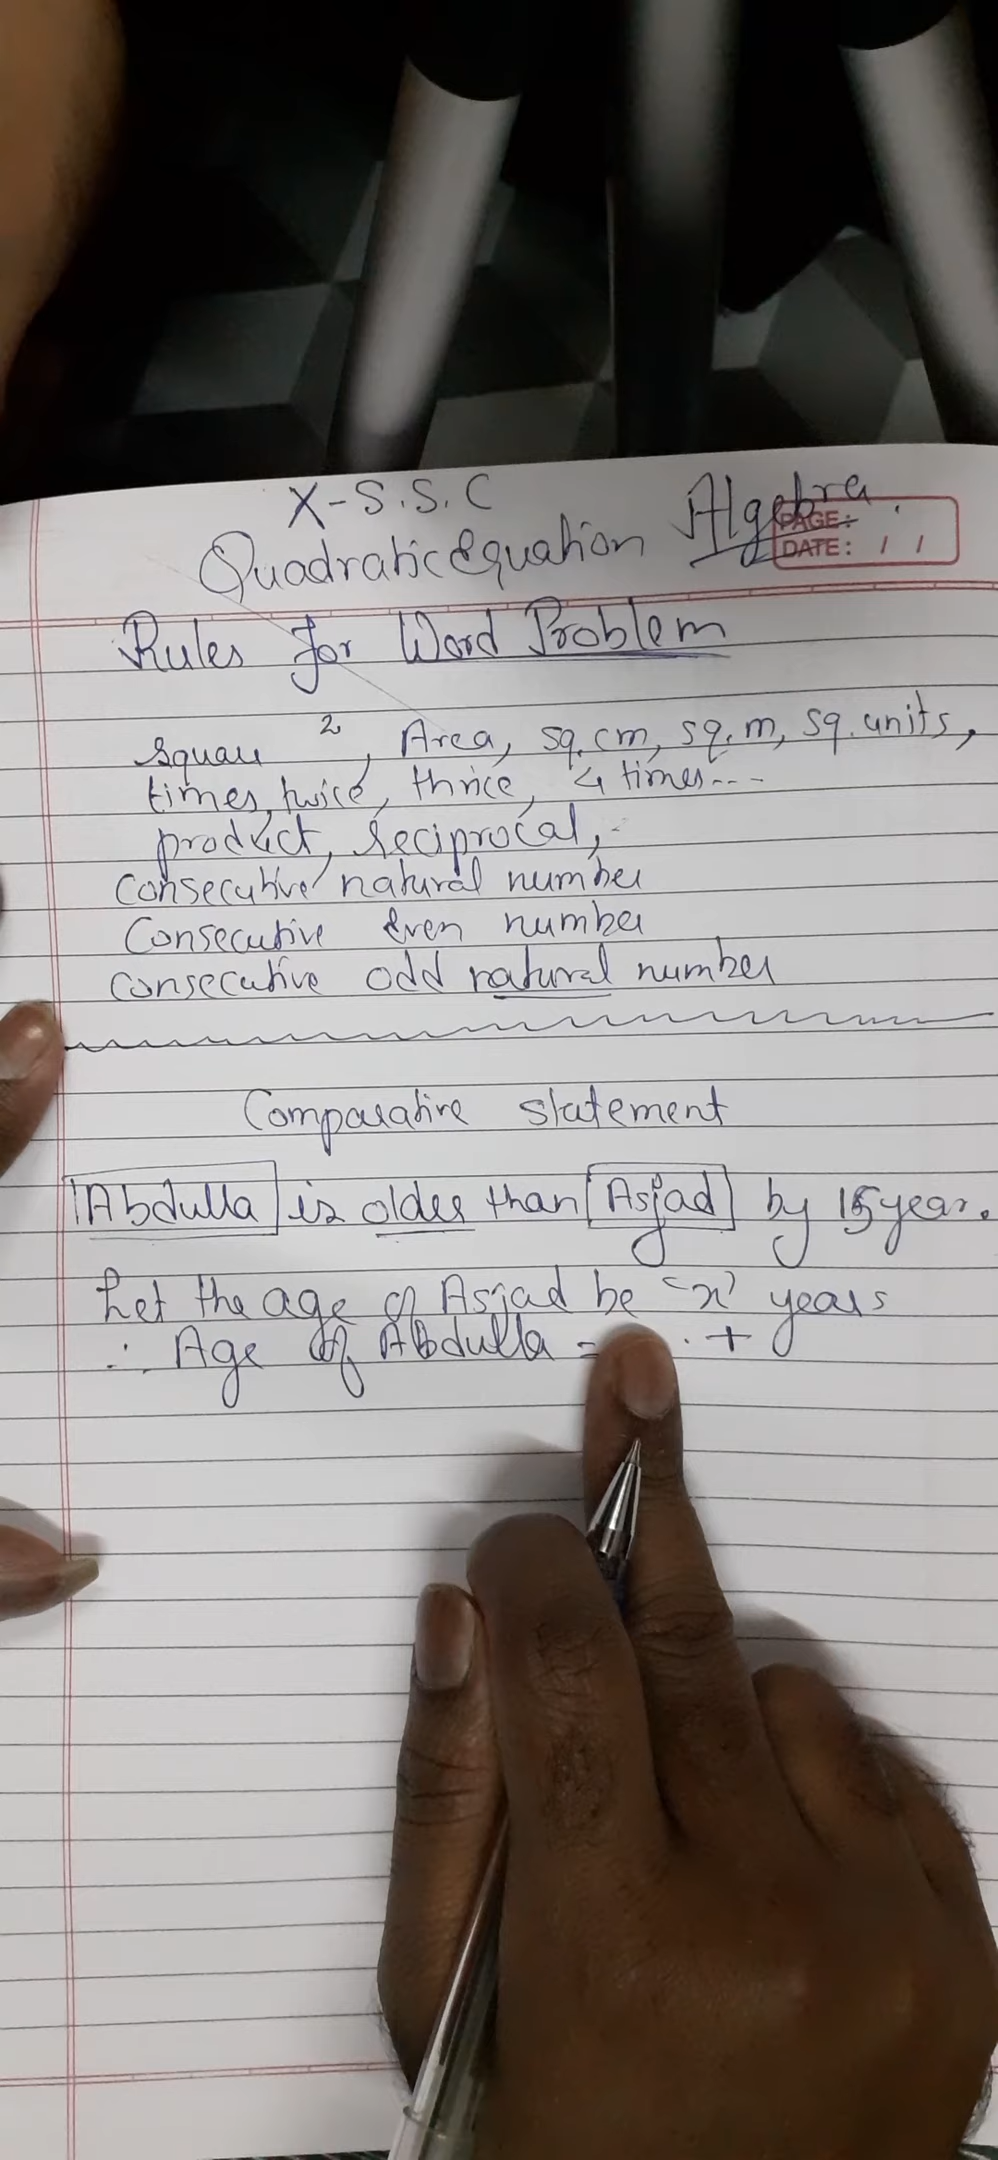 X-S.S.C
Algebra
PAGE:
DATE: / /
Quadratic Equation
Rules for Word Problem
square ², Area, sq.cm, sq.m, sq.units,
times, twice, thrice, 4 times---
product, reciprocal,
consecutive natural number
Consecutive Even number
consecutive odd natural number
Comparative statement
Abdulla is older than Asjad by 15 year.
Let the age of Asjad be 'x' years
∴ Age of Abdulla = +